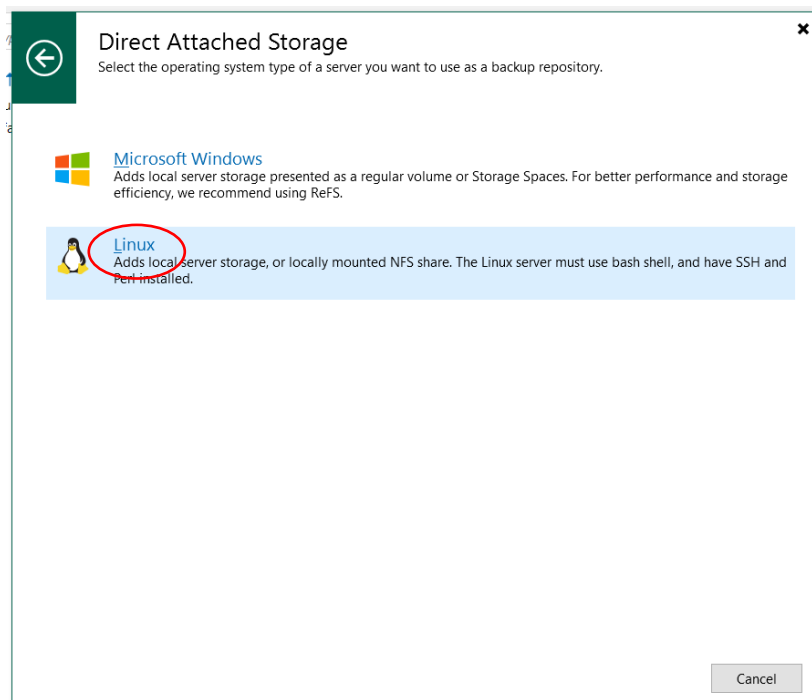 Direct Attached Storage
Select the operating system type of a server you want to use as a backup repository.
Microsoft Windows
Adds local server storage presented as a regular volume or Storage Spaces. For better performance and storage
efficiency, we recommend using ReFS.
Linux
Adds local server storage, or locally mounted NFS share. The Linux server must use bash shell, and have SSH and
Perl installed.
Cancel